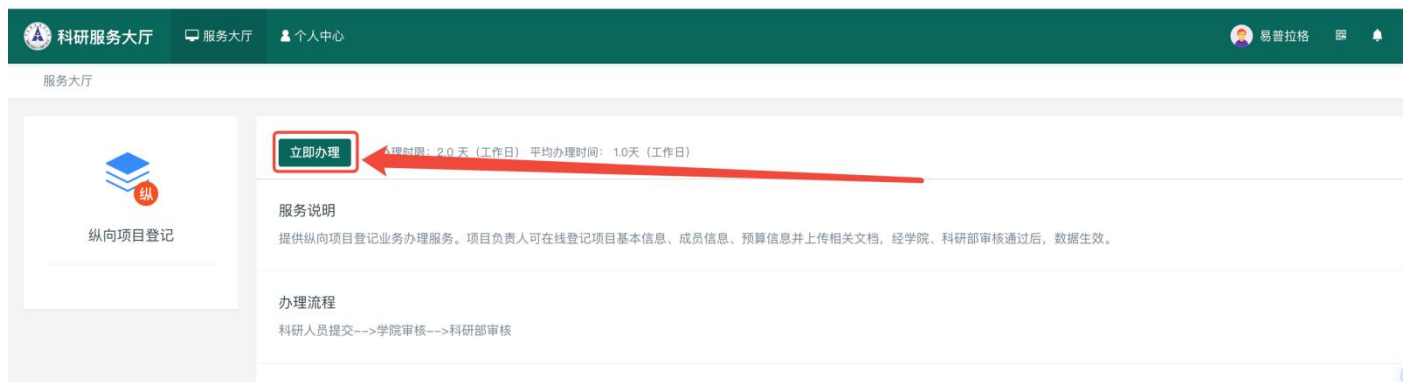 科研服务大厅 服务大厅 个人中心 易普拉格
服务大厅
立即办理 办理时限：2.0 天（工作日） 平均办理时间： 1.0天（工作日）
纵
纵向项目登记
服务说明
提供纵向项目登记业务办理服务。项目负责人可在线登记项目基本信息、成员信息、预算信息并上传相关文档，经学院、科研部审核通过后，数据生效。
办理流程
科研人员提交-->学院审核-->科研部审核